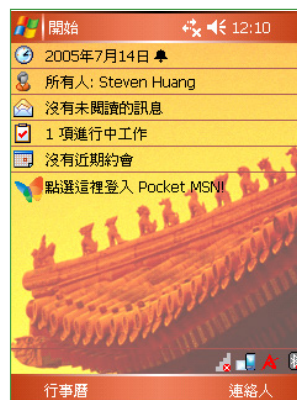 開始 12:10
2005年7月14日
所有人: Steven Huang
沒有未閱讀的訊息
1 項進行中工作
沒有近期約會
點選這裡登入 Pocket MSN!
行事曆 連絡人